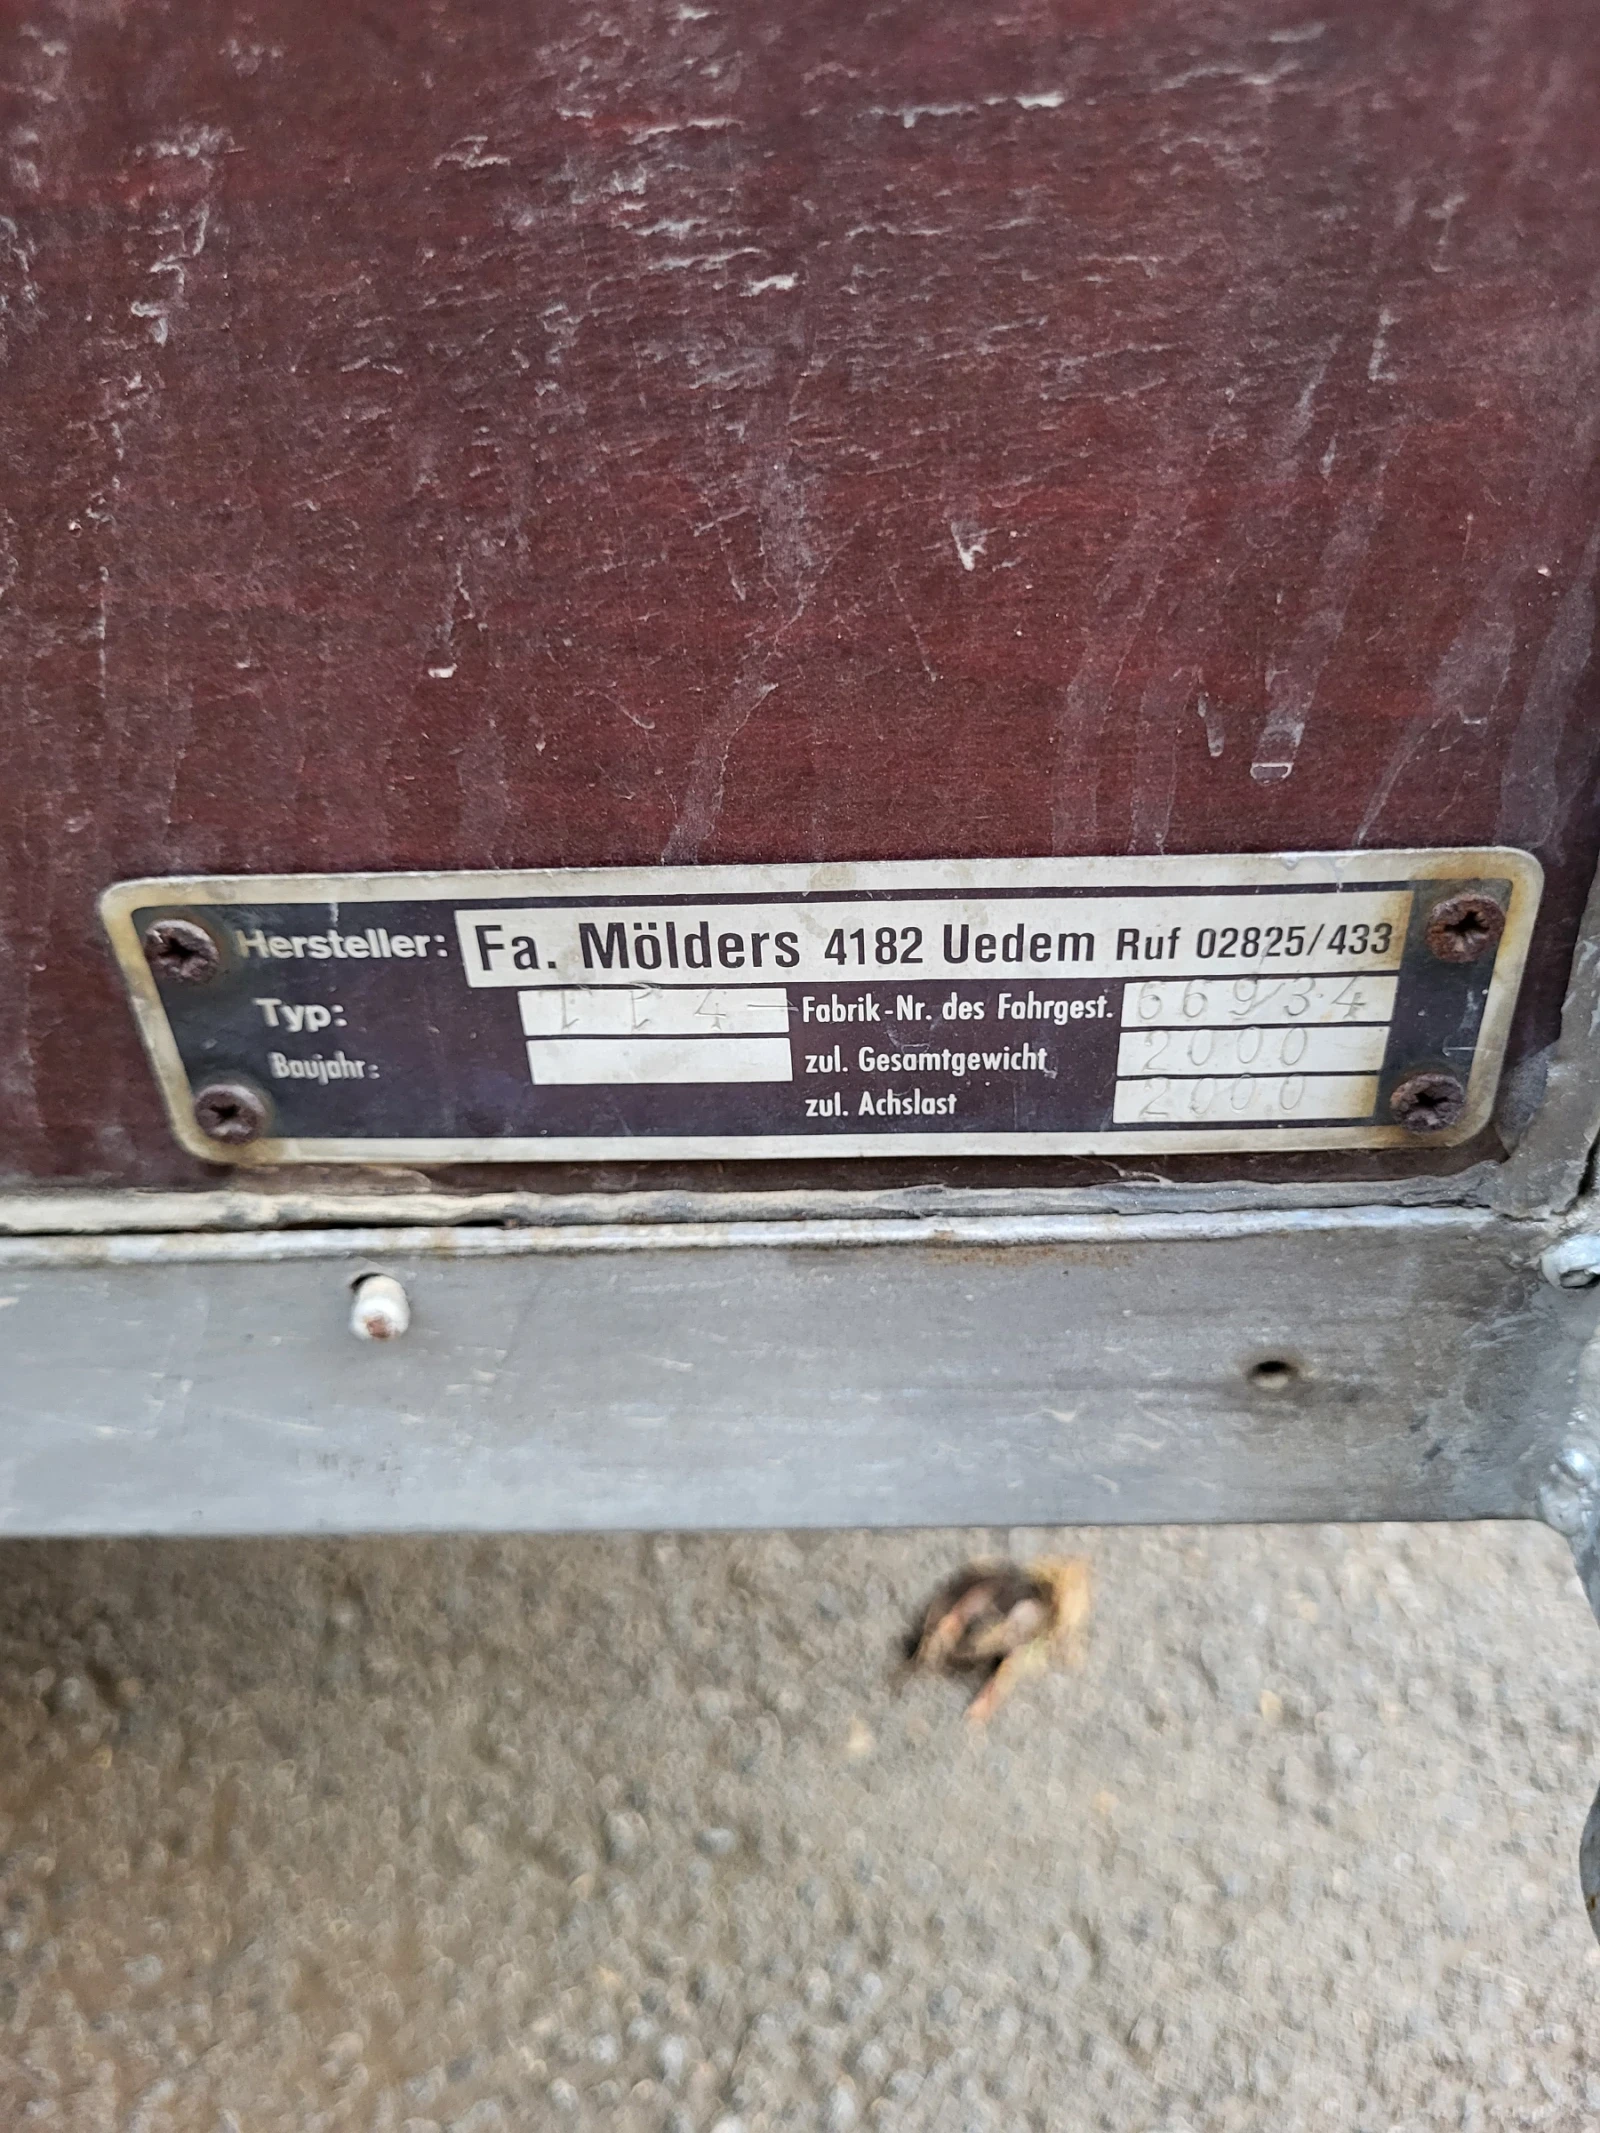 Hersteller: Fa. Mölders 4182 Uedem Ruf 02825/433
Typ: Fabrik-Nr. des Fahrgest. 66934
Baujahr: zul. Gesamtgewicht 2000
zul. Achslast 2000